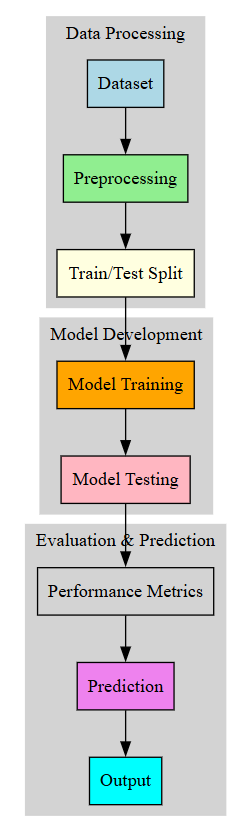 Data Processing
Dataset
Preprocessing
Train/Test Split
Model Development
Model Training
Model Testing
Evaluation & Prediction
Performance Metrics
Prediction
Output